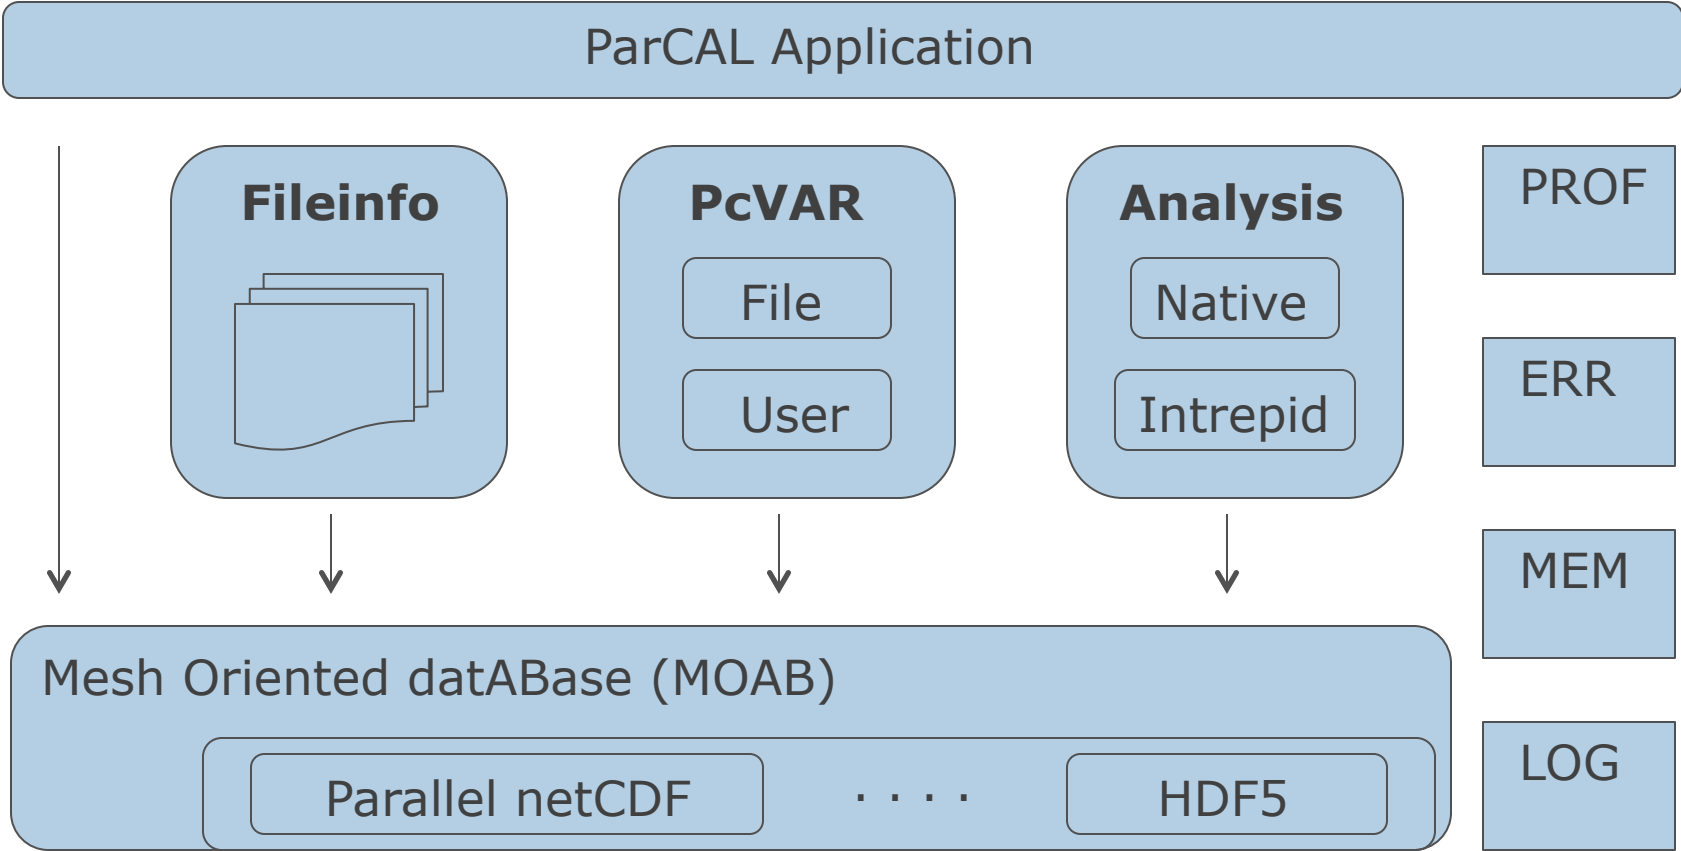 ParCAL Application
Fileinfo
PcVAR
File
User
Analysis
Native
Intrepid
PROF
ERR
MEM
LOG
Mesh Oriented datABase (MOAB)
Parallel netCDF
. . . .
HDF5